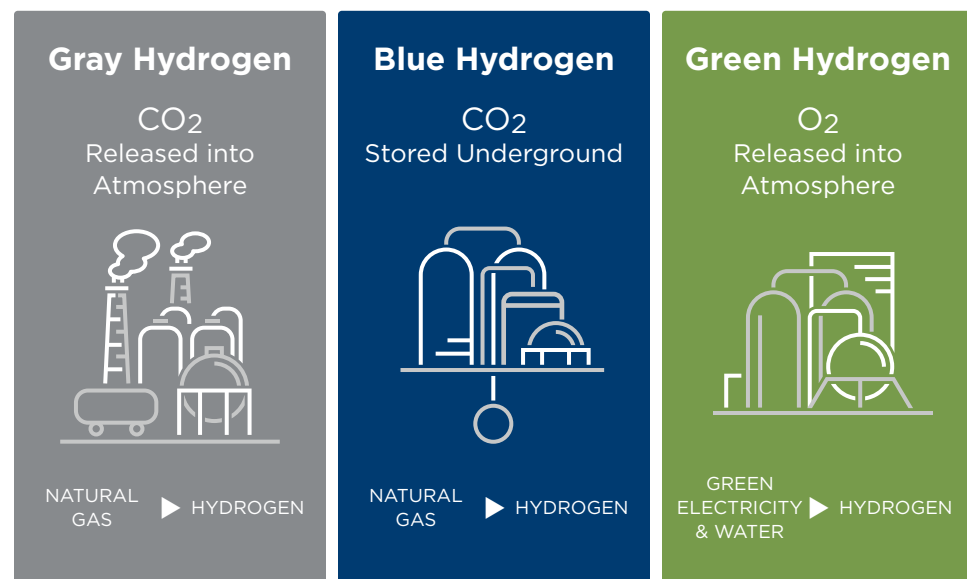 Gray Hydrogen
CO2
Released into
Atmosphere
NATURAL
GAS
HYDROGEN
Blue Hydrogen
CO2
Stored Underground
NATURAL
GAS
HYDROGEN
Green Hydrogen
O2
Released into
Atmosphere
GREEN
ELECTRICITY
& WATER
HYDROGEN